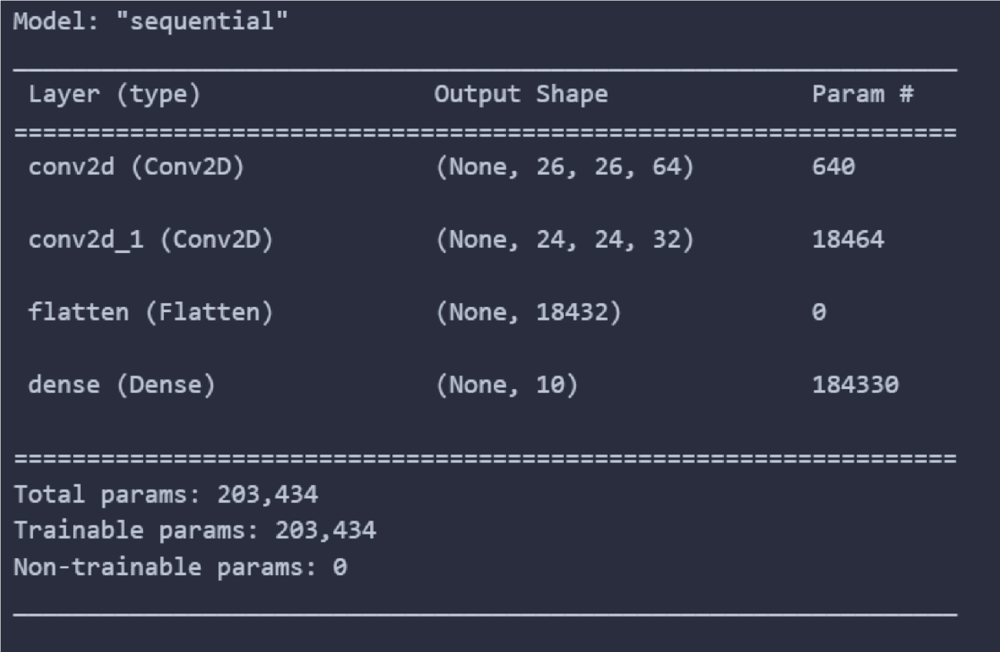 Model: "sequential"
_________________________________________________________________
Layer (type)                Output Shape              Param #
=================================================================
conv2d (Conv2D)             (None, 26, 26, 64)        640
conv2d_1 (Conv2D)           (None, 24, 24, 32)        18464
flatten (Flatten)           (None, 18432)             0
dense (Dense)               (None, 10)                184330
=================================================================
Total params: 203,434
Trainable params: 203,434
Non-trainable params: 0
_________________________________________________________________